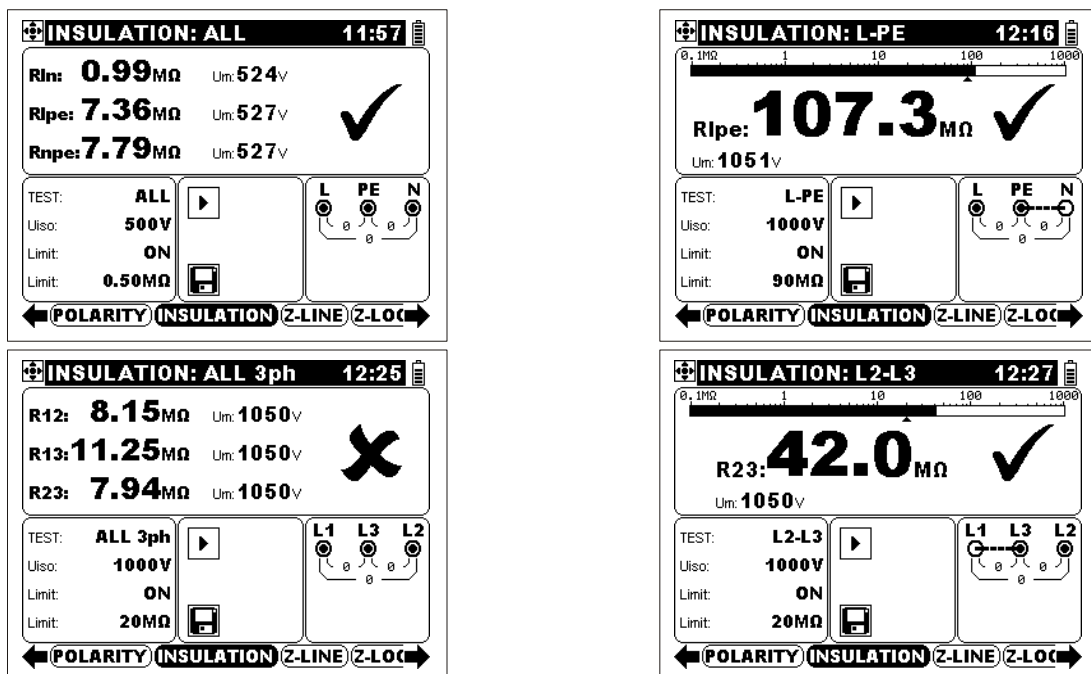 INSULATION: ALL 11:57
Rln: 0.99MΩ Um: 524V
Rlpe: 7.36MΩ Um: 527V
Rnpe: 7.79MΩ Um: 527V
TEST: ALL
Uiso: 500V
Limit: ON
Limit: 0.50MΩ
L PE N
0 0
0
POLARITY INSULATION Z-LINE Z-LOC
INSULATION: L-PE 12:16
0.1MΩ 1 10 100 1000
Rlpe: 107.3MΩ
Um: 1051V
TEST: L-PE
Uiso: 1000V
Limit: ON
Limit: 90MΩ
L PE N
0 0
0
POLARITY INSULATION Z-LINE Z-LOC
INSULATION: ALL 3ph 12:25
R12: 8.15MΩ Um: 1050V
R13: 11.25MΩ Um: 1050V
R23: 7.94MΩ Um: 1050V
TEST: ALL 3ph
Uiso: 1000V
Limit: ON
Limit: 20MΩ
L1 L3 L2
0 0
0
POLARITY INSULATION Z-LINE Z-LOC
INSULATION: L2-L3 12:27
0.1MΩ 1 10 100 1000
R23: 42.0MΩ
Um: 1050V
TEST: L2-L3
Uiso: 1000V
Limit: ON
Limit: 20MΩ
L1 L3 L2
0 0
0
POLARITY INSULATION Z-LINE Z-LOC